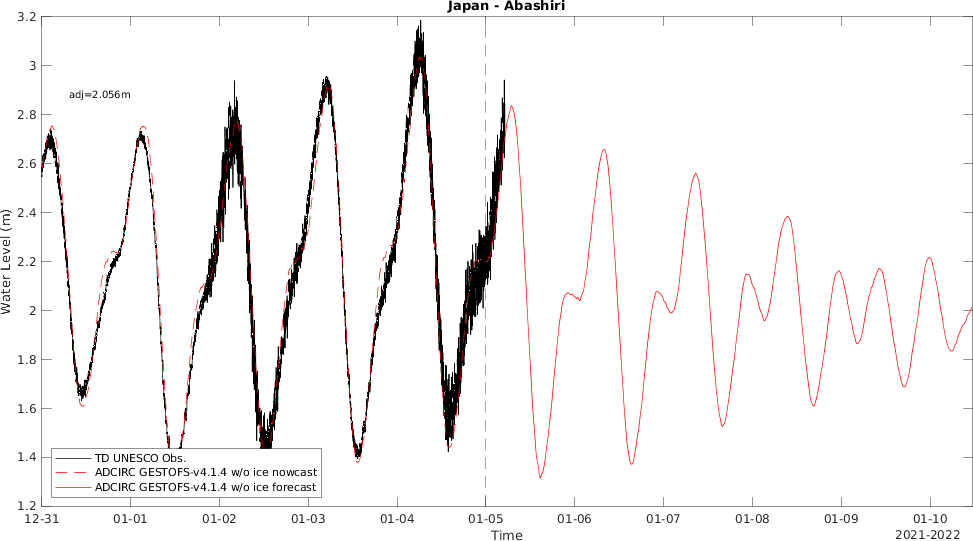 Japan - Abashiri
3.2
3
2.8
2.6
2.4
2.2
2
1.8
1.6
1.4
1.2
Water Level (m)
adj=2.056m
TD UNESCO Obs.
ADCIRC GESTOFS-v4.1.4 w/o ice nowcast
ADCIRC GESTOFS-v4.1.4 w/o ice forecast
12-31 01-01 01-02 01-03 01-04 01-05 01-06 01-07 01-08 01-09 01-10
Time
2021-2022